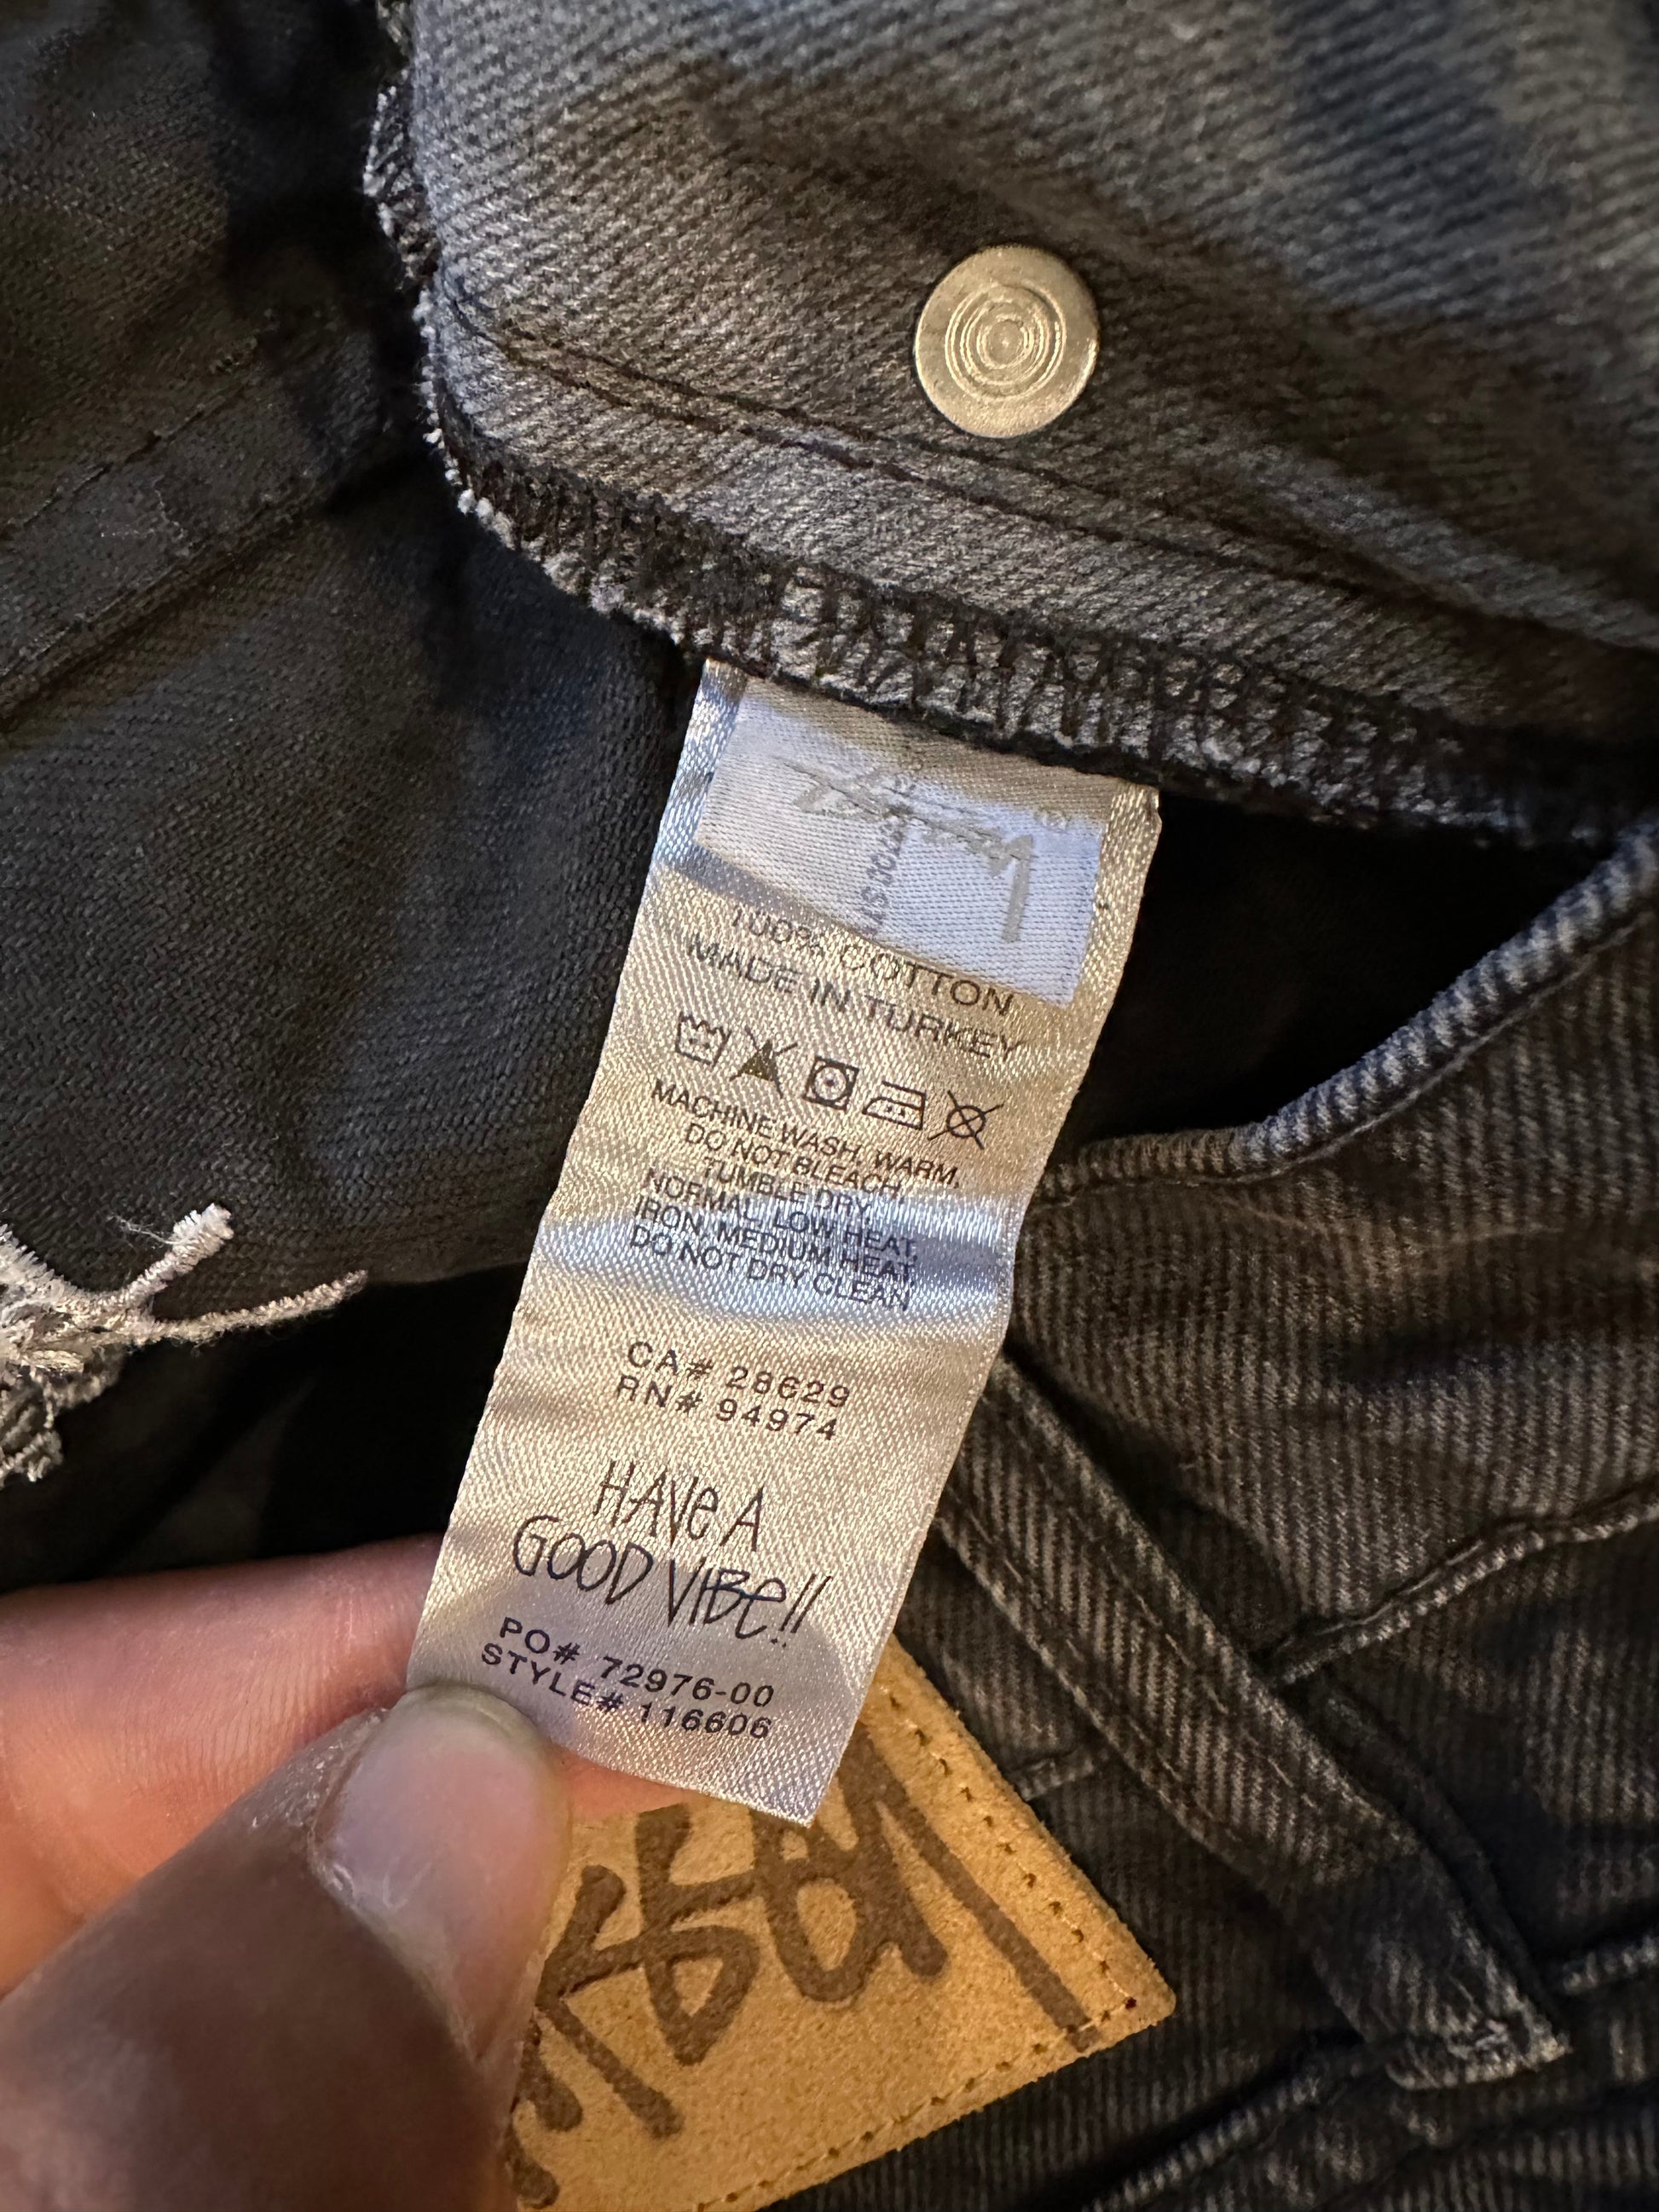 100% COTTON
MADE IN TURKEY
MACHINE WASH, WARM,
DO NOT BLEACH,
TUMBLE DRY,
NORMAL, LOW HEAT,
IRON, MEDIUM HEAT,
DO NOT DRY CLEAN
CA# 28629
RN# 94974
HAVe A
GOOD VIBe!!
PO# 72976-00
STYLE# 116606